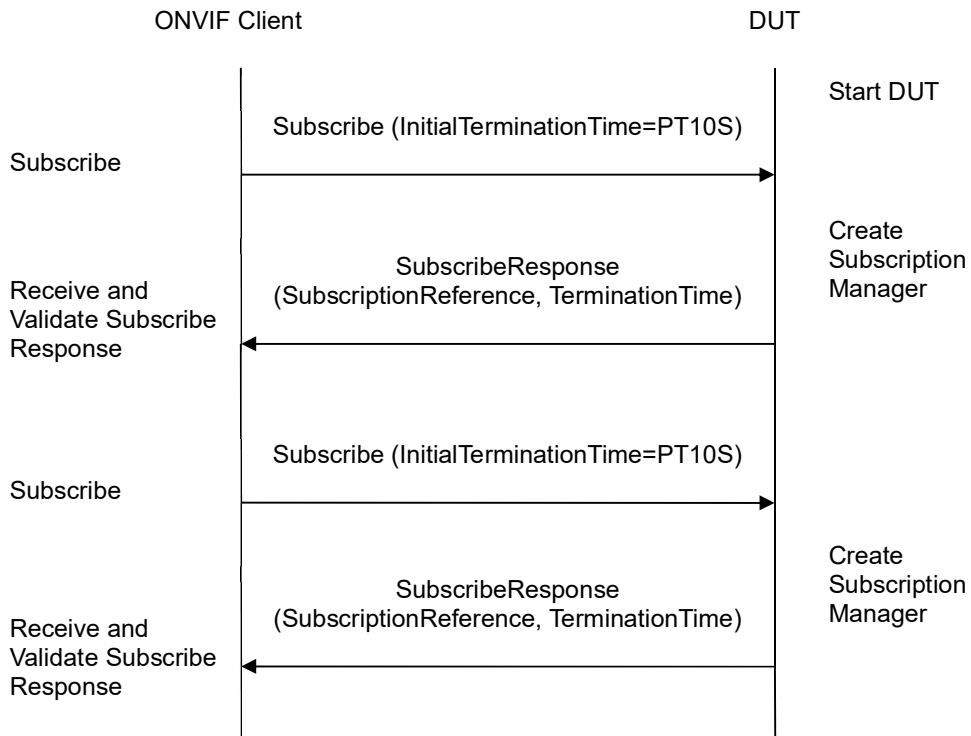 ONVIF Client
DUT
Start DUT
Subscribe (InitialTerminationTime=PT10S)
Subscribe
Create
Subscription
Manager
SubscribeResponse
(SubscriptionReference, TerminationTime)
Receive and
Validate Subscribe
Response
Subscribe (InitialTerminationTime=PT10S)
Subscribe
Create
Subscription
Manager
SubscribeResponse
(SubscriptionReference, TerminationTime)
Receive and
Validate Subscribe
Response